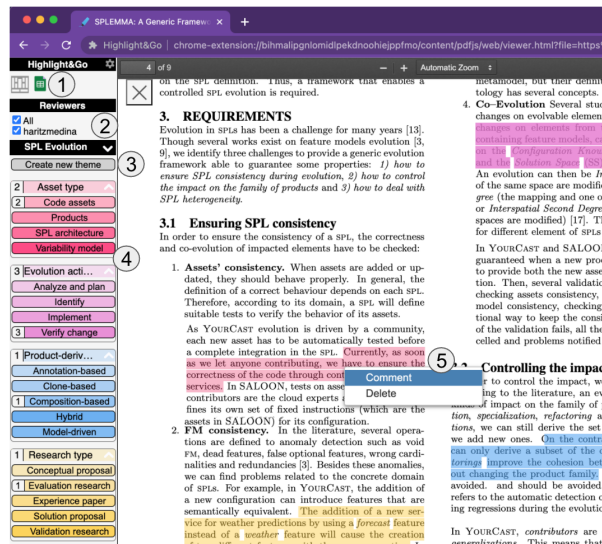 SPLEMMA: A Generic Framewo
Highlight&Go | chrome-extension://bihmalipgnlomidlpekdnoohiejppfmo/content/pdfjs/web/viewer.html?file=https
Highlight&Go
1
Reviewers
All
haritzmedina
2
SPL Evolution
Create new theme
3
2 Asset type
2 Code assets
Products
SPL architecture
Variability model
4
3 Evolution acti…
Analyze and plan
Identify
Implement
3 Verify change
1 Product-deriv…
Annotation-based
Clone-based
1 Composition-based
Hybrid
Model-driven
1 Research type
Conceptual proposal
1 Evaluation research
Experience paper
Solution proposal
Validation research
4 of 9
Automatic Zoom
on the SPL definition. Thus, a framework that enables a
controlled SPL evolution is required.
3. REQUIREMENTS
Evolution in SPLs has been a challenge for many years [13].
Though several works exist on feature models evolution [3,
9], we identify three challenges to provide a generic evolution
framework able to guarantee some properties: 1) how to
ensure SPL consistency during evolution, 2) how to control
the impact on the family of products and 3) how to deal with
SPL heterogeneity.
3.1 Ensuring SPL consistency
In order to ensure the consistency of a SPL, the correctness
and co-evolution of impacted elements have to be checked:
1. Assets' consistency. When assets are added or up-
dated, they should behave properly. In general, the
definition of a correct behaviour depends on each SPL.
Therefore, according to its domain, a SPL will define
suitable tests to verify the behavior of its assets.
As YourCast evolution is driven by a community,
each new asset has to be automatically tested before
a complete integration in the SPL. Currently, as soon
as we let anyone contributing, we have to ensure the
correctness of the code through cont
services. In SALOON, tests on asse
contributors are the cloud experts a
fines its own set of fixed instructions (which are the
assets in SALOON) for its configuration.
5
Comment
Delete
2. FM consistency. In the literature, several opera-
tions are defined to anomaly detection such as void
FM, dead features, false optional features, wrong cardi-
nalities and redundancies [3]. Besides these anomalies,
we can find problems related to the concrete domain
of SPLs. For example, in YourCast, the addition of
a new configuration can introduce features that are
semantically equivalent. The addition of a new ser-
vice for weather predictions by using a forecast feature
instead of a weather feature will cause the creation
metamodel, but their defini
tology has several concepts.
4. Co–Evolution Several stud
changes on evolvable elemen
changes on elements from t
containing feature models, c
on the Configuration Know
and the Solution Space (SS)
An evolution can then be In
of the same space are modifie
gree (the mapping and one o
or Interspatial Second Degree
spaces are modified) [17]. Th
for different element of SPLs
In YourCast and SALOON
guaranteed when a new prod
to provide both the new asse
tion. Then, several validatio
checking assets consistency,
model consistency, checking
tional way to keep the consis
of the validation fails, all the
celled and problems notified
Controlling the impac
r to control the impact, we
ing to the literature, an ev
of impact on the family of
tion, specialization, refactoring a
tions, we can still derive the set
we add new ones. On the contra
can only derive a subset of the o
torings improve the cohesion bet
out changing the product family.
avoided. and should be avoided
refers to the automatic detection o
ing regressions during the evolutio
In YourCast, contributors are
generalizations. This means that